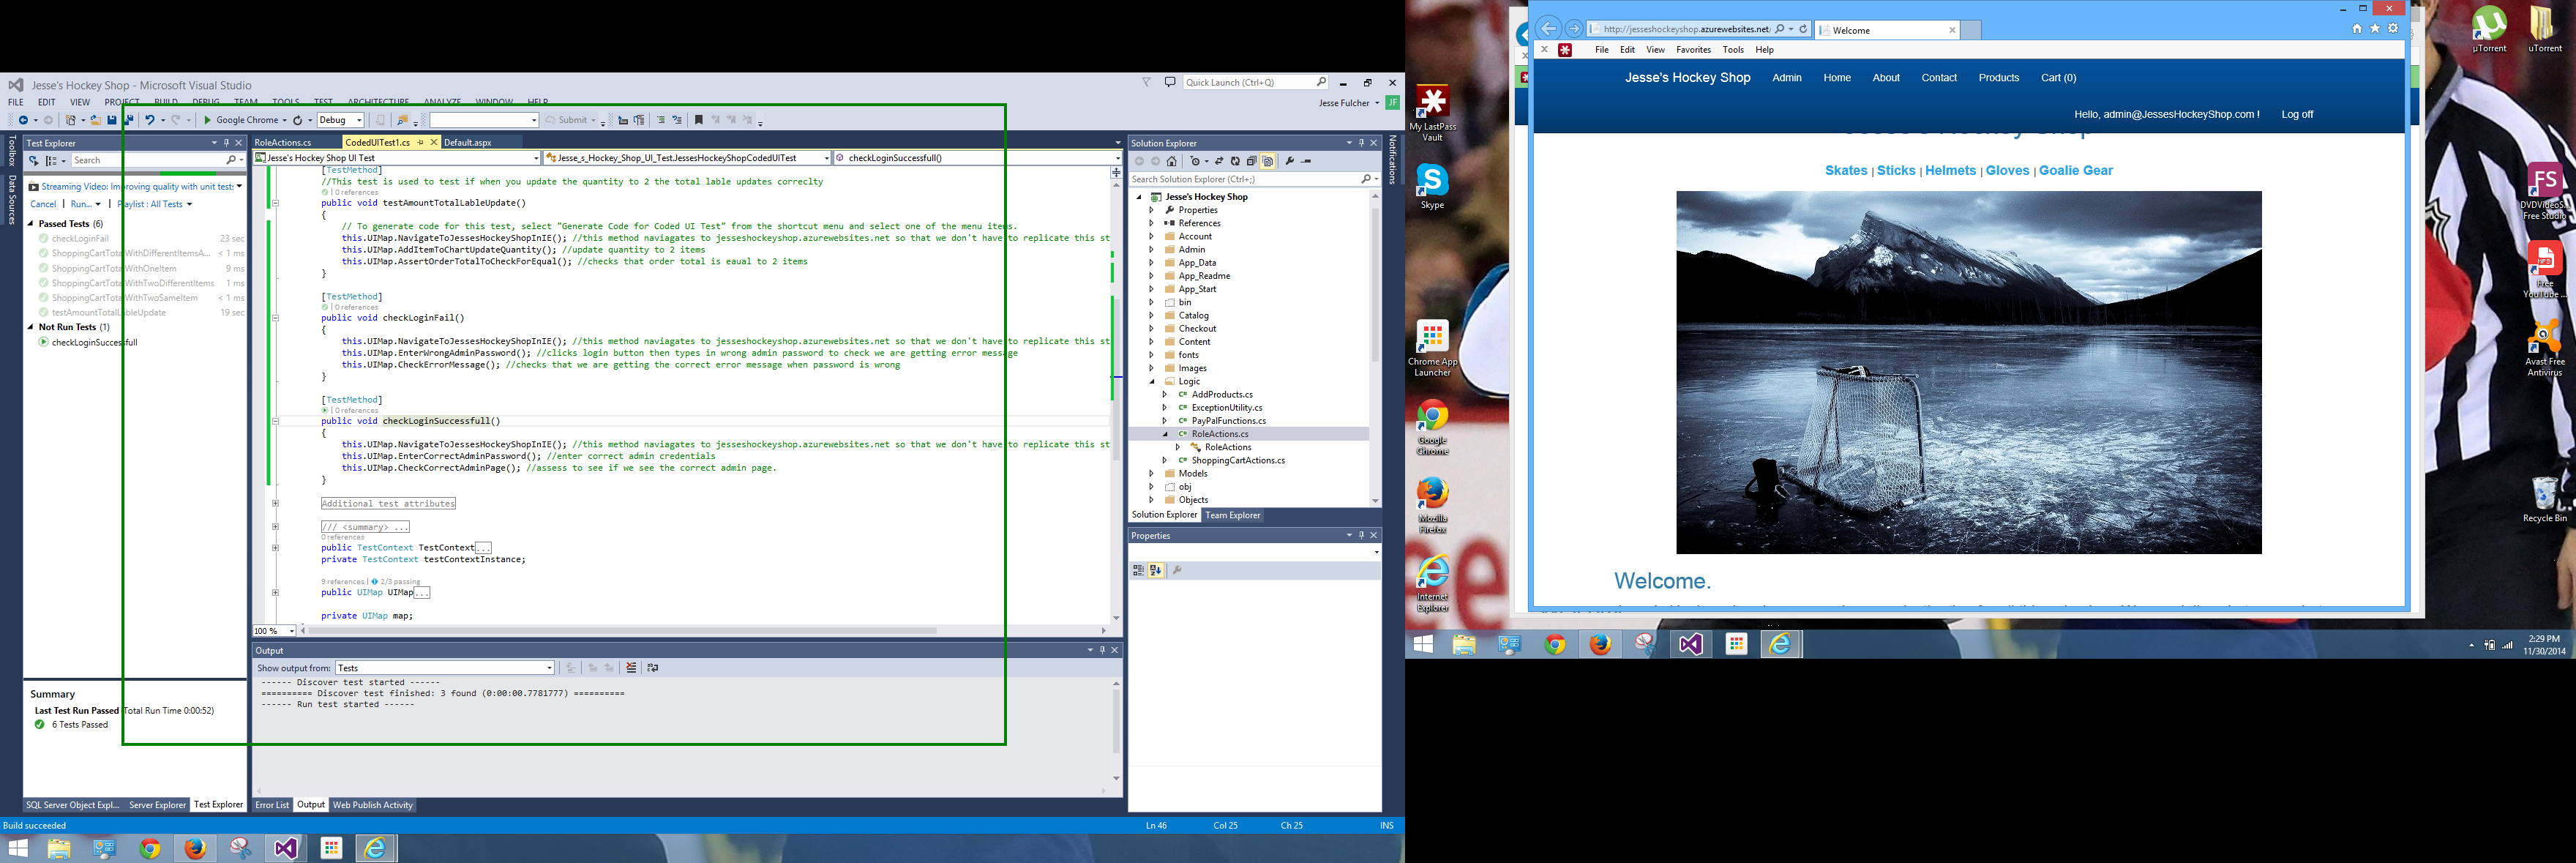 Jesse's Hockey Shop - Microsoft Visual Studio
Quick Launch (Ctrl+Q)
FILE EDIT VIEW PROJECT BUILD DEBUG TEAM TOOLS TEST ARCHITECTURE ANALYZE WINDOW HELP
Jesse Fulcher JF
Google Chrome Debug Submit
Toolbox
Data Sources
Test Explorer
Search
Streaming Video: Improving quality with unit tests
Cancel | Run... | Playlist : All Tests
Passed Tests (6)
checkLoginFail 23 sec
ShoppingCartTotalWithDifferentItemsA... < 1 ms
ShoppingCartTotalWithOneItem 9 ms
ShoppingCartTotalWithTwoDifferentItems 1 ms
ShoppingCartTotalWithTwoSameItem < 1 ms
testAmountTotalLableUpdate 19 sec
Not Run Tests (1)
checkLoginSuccessfull
Summary
Last Test Run Passed (Total Run Time 0:00:52)
6 Tests Passed
SQL Server Object Expl... Server Explorer Test Explorer
RoleActions.cs CodedUITest1.cs Default.aspx
Jesse's Hockey Shop UI Test Jesse_s_Hockey_Shop_UI_Test.JessesHockeyShopCodedUITest checkLoginSuccessfull()
[TestMethod]
//This test is used to test if when you update the quantity to 2 the total lable updates correclty
| 0 references
public void testAmountTotalLableUpdate()
{
// To generate code for this test, select "Generate Code for Coded UI Test" from the shortcut menu and select one of the menu items.
this.UIMap.NavigateToJessesHockeyShopInIE(); //this method naviagates to jesseshockeyshop.azurewebsites.net so that we don't have to replicate this st
this.UIMap.AddItemToChartUpdateQuantity(); //update quantity to 2 items
this.UIMap.AssertOrderTotalToCheckForEqual(); //checks that order total is eaual to 2 items
}
[TestMethod]
| 0 references
public void checkLoginFail()
{
this.UIMap.NavigateToJessesHockeyShopInIE(); //this method naviagates to jesseshockeyshop.azurewebsites.net so that we don't have to replicate this st
this.UIMap.EnterWrongAdminPassword(); //clicks login button then types in wrong admin password to check we are getting error message
this.UIMap.CheckErrorMessage(); //checks that we are getting the correct error message when password is wrong
}
[TestMethod]
| 0 references
public void checkLoginSuccessfull()
{
this.UIMap.NavigateToJessesHockeyShopInIE(); //this method naviagates to jesseshockeyshop.azurewebsites.net so that we don't have to replicate this st
this.UIMap.EnterCorrectAdminPassword(); //enter correct admin credentials
this.UIMap.CheckCorrectAdminPage(); //assess to see if we see the correct admin page.
}
Additional test attributes
/// <summary> ...
0 references
public TestContext TestContext...
private TestContext testContextInstance;
9 references | 2/3 passing
public UIMap UIMap...
private UIMap map;
100 %
Output
Show output from: Tests
------ Discover test started ------
========== Discover test finished: 3 found (0:00:00.7781777) ==========
------ Run test started ------
Error List Output Web Publish Activity
Solution Explorer
Search Solution Explorer (Ctrl+;)
Jesse's Hockey Shop
Properties
References
Account
Admin
App_Data
App_Readme
App_Start
bin
Catalog
Checkout
Content
fonts
Images
Logic
AddProducts.cs
ExceptionUtility.cs
PayPalFunctions.cs
RoleActions.cs
RoleActions
ShoppingCartActions.cs
Models
obj
Objects
Solution Explorer Team Explorer
Properties
Notifications
Build succeeded Ln 46 Col 25 Ch 25 INS
My LastPass Vault
Skype
Chrome App Launcher
Google Chrome
Mozilla Firefox
Internet Explorer
http://jesseshockeyshop.azurewebsites.net/ Welcome
File Edit View Favorites Tools Help
Jesse's Hockey Shop Admin Home About Contact Products Cart (0)
Hello, admin@JessesHockeyShop.com ! Log off
Jesse's Hockey Shop
Skates | Sticks | Helmets | Gloves | Goalie Gear
Welcome.
µTorrent uTorrent
FS
DVDVideoS... Free Studio
MP3
Free YouTube ...
Avast Free Antivirus
Recycle Bin
2:29 PM
11/30/2014